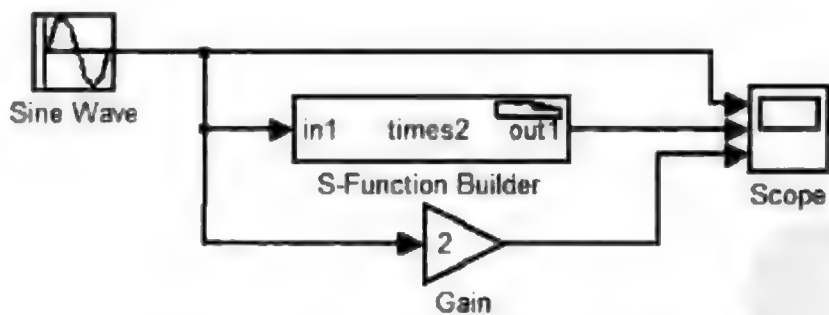 Sine Wave
in1 times2 out1
S-Function Builder
Scope
2
Gain